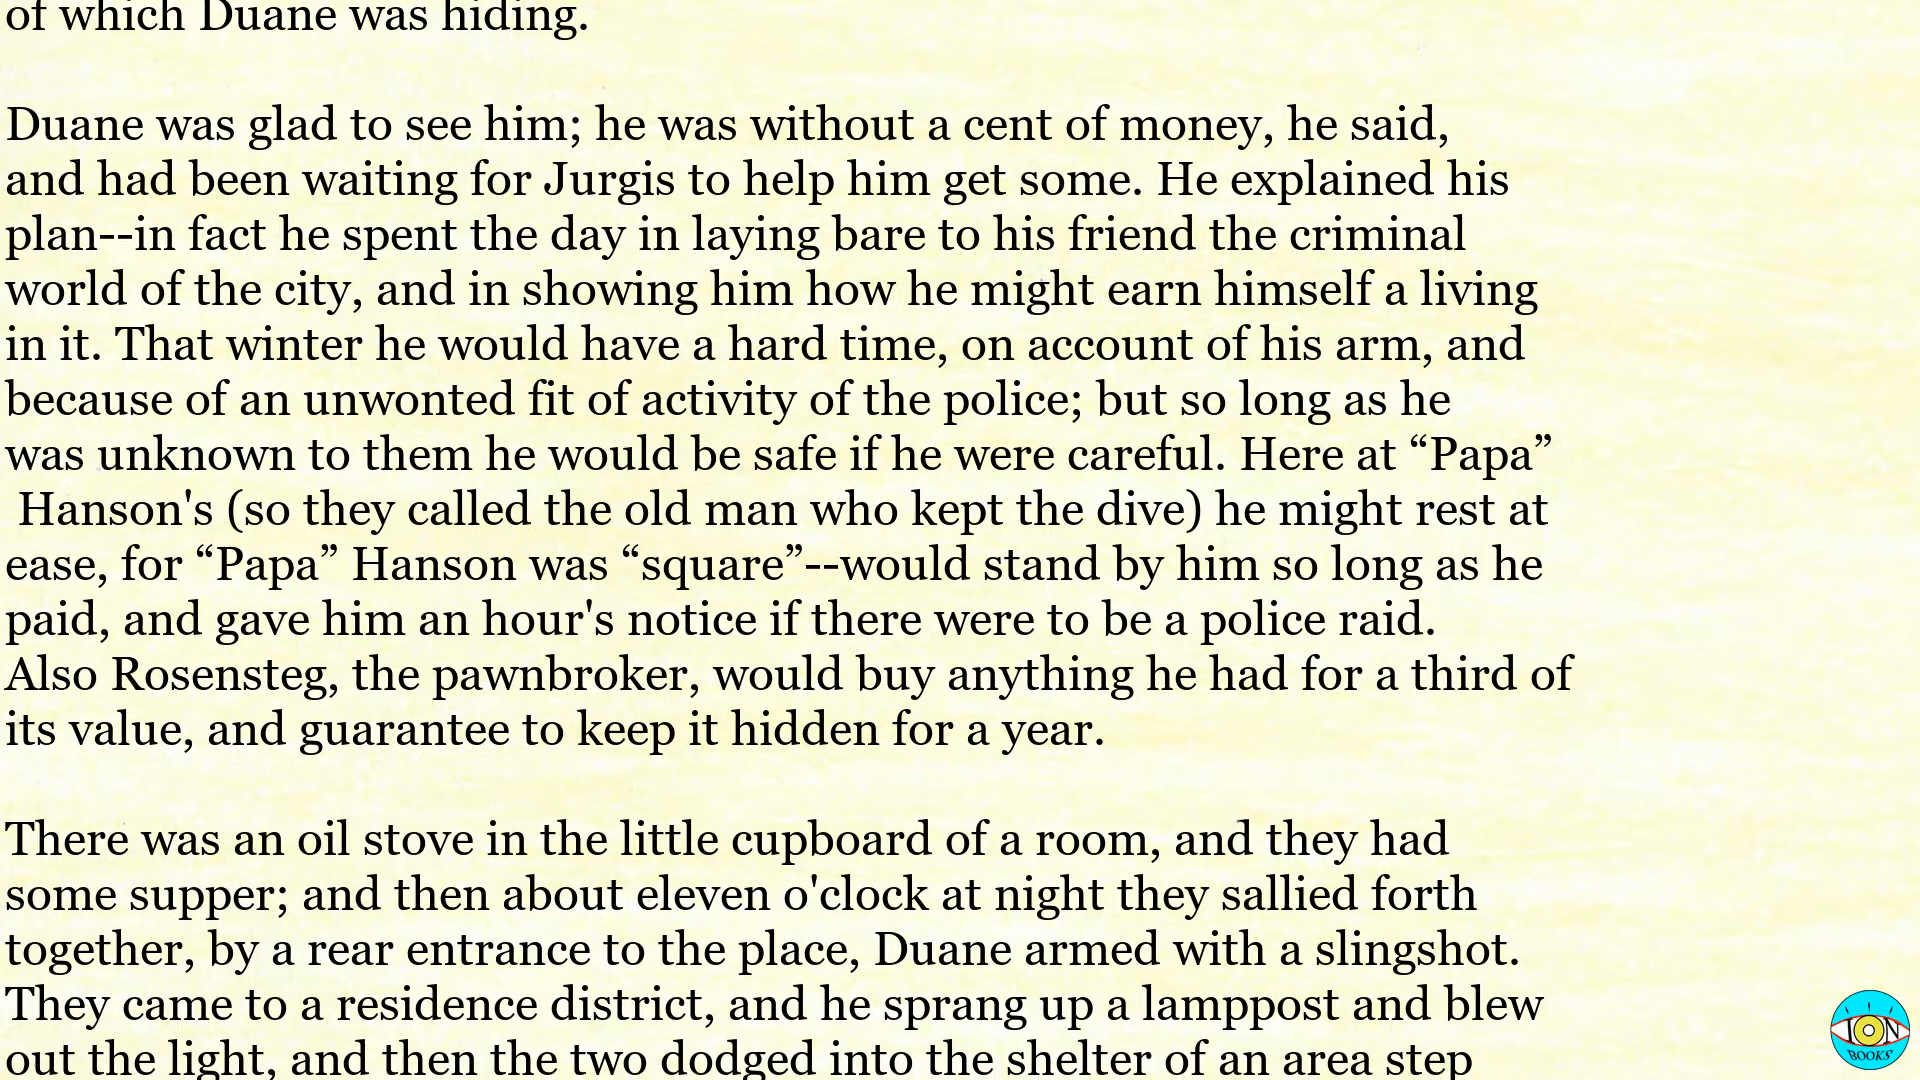 of which Duane was hiding.
Duane was glad to see him; he was without a cent of money, he said,
and had been waiting for Jurgis to help him get some. He explained his
plan--in fact he spent the day in laying bare to his friend the criminal
world of the city, and in showing him how he might earn himself a living
in it. That winter he would have a hard time, on account of his arm, and
because of an unwonted fit of activity of the police; but so long as he
was unknown to them he would be safe if he were careful. Here at “Papa”
Hanson's (so they called the old man who kept the dive) he might rest at
ease, for “Papa” Hanson was “square”--would stand by him so long as he
paid, and gave him an hour's notice if there were to be a police raid.
Also Rosensteg, the pawnbroker, would buy anything he had for a third of
its value, and guarantee to keep it hidden for a year.
There was an oil stove in the little cupboard of a room, and they had
some supper; and then about eleven o'clock at night they sallied forth
together, by a rear entrance to the place, Duane armed with a slingshot.
They came to a residence district, and he sprang up a lamppost and blew
out the light, and then the two dodged into the shelter of an area step
ION
BOOKS